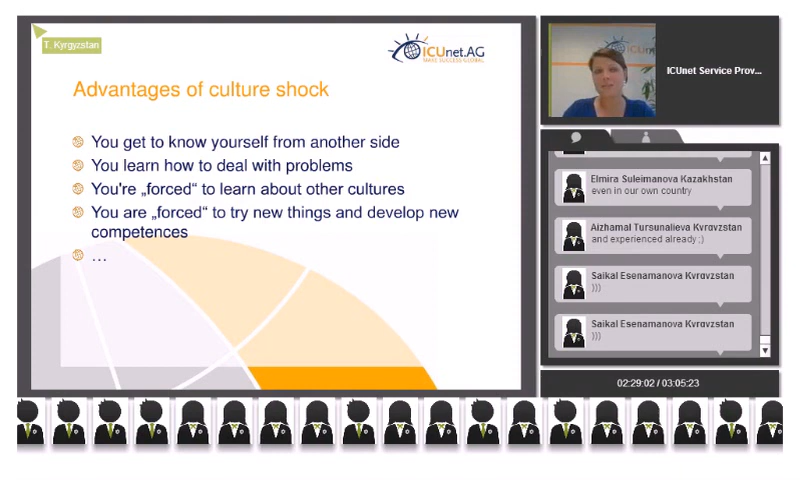 T. Kyrgyzstan
ICUnet.AG
MAKE SUCCESS GLOBAL
Advantages of culture shock
You get to know yourself from another side
You learn how to deal with problems
You're „forced“ to learn about other cultures
You are „forced“ to try new things and develop new
competences
...
ICUnet Service Prov...
Elmira Suleimanova Kazakhstan
even in our own country
Aizhamal Tursunalieva Kyrgyzstan
and experienced already ;)
Saikal Esenamanova Kyrgyzstan
)))
Saikal Esenamanova Kyrgyzstan
)))
02:29:02 / 03:05:23